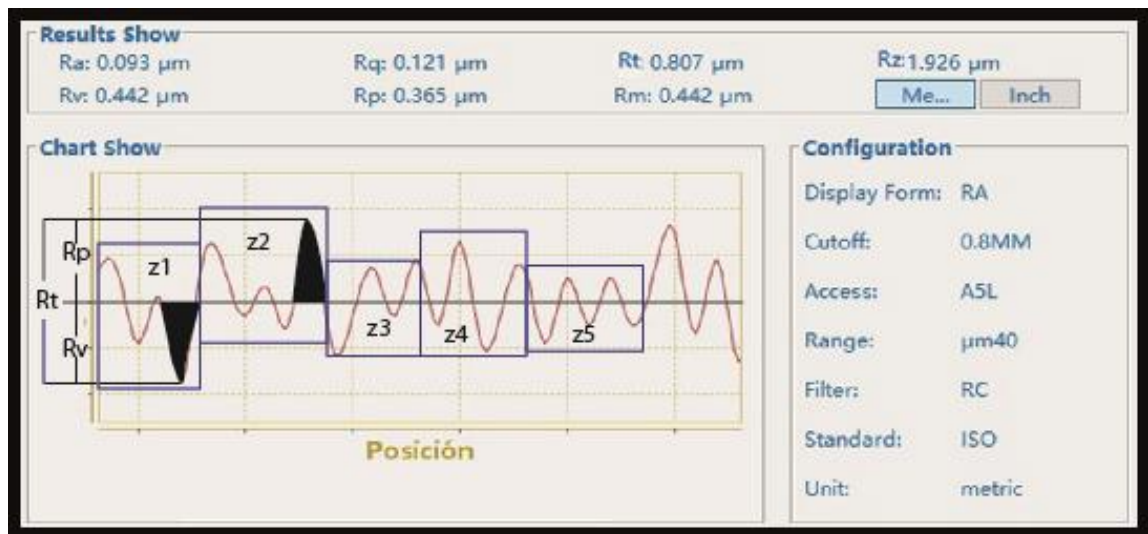 Results Show
Ra: 0.093 μm Rq: 0.121 μm Rt: 0.807 μm Rz:1.926 μm
Rv: 0.442 μm Rp: 0.365 μm Rm: 0.442 μm Me... Inch
Chart Show
Rp
z1
z2
Rt
Rv
z3
z4
z5
Posición
Configuration
Display Form: RA
Cutoff: 0.8MM
Access: A5L
Range: μm40
Filter: RC
Standard: ISO
Unit: metric